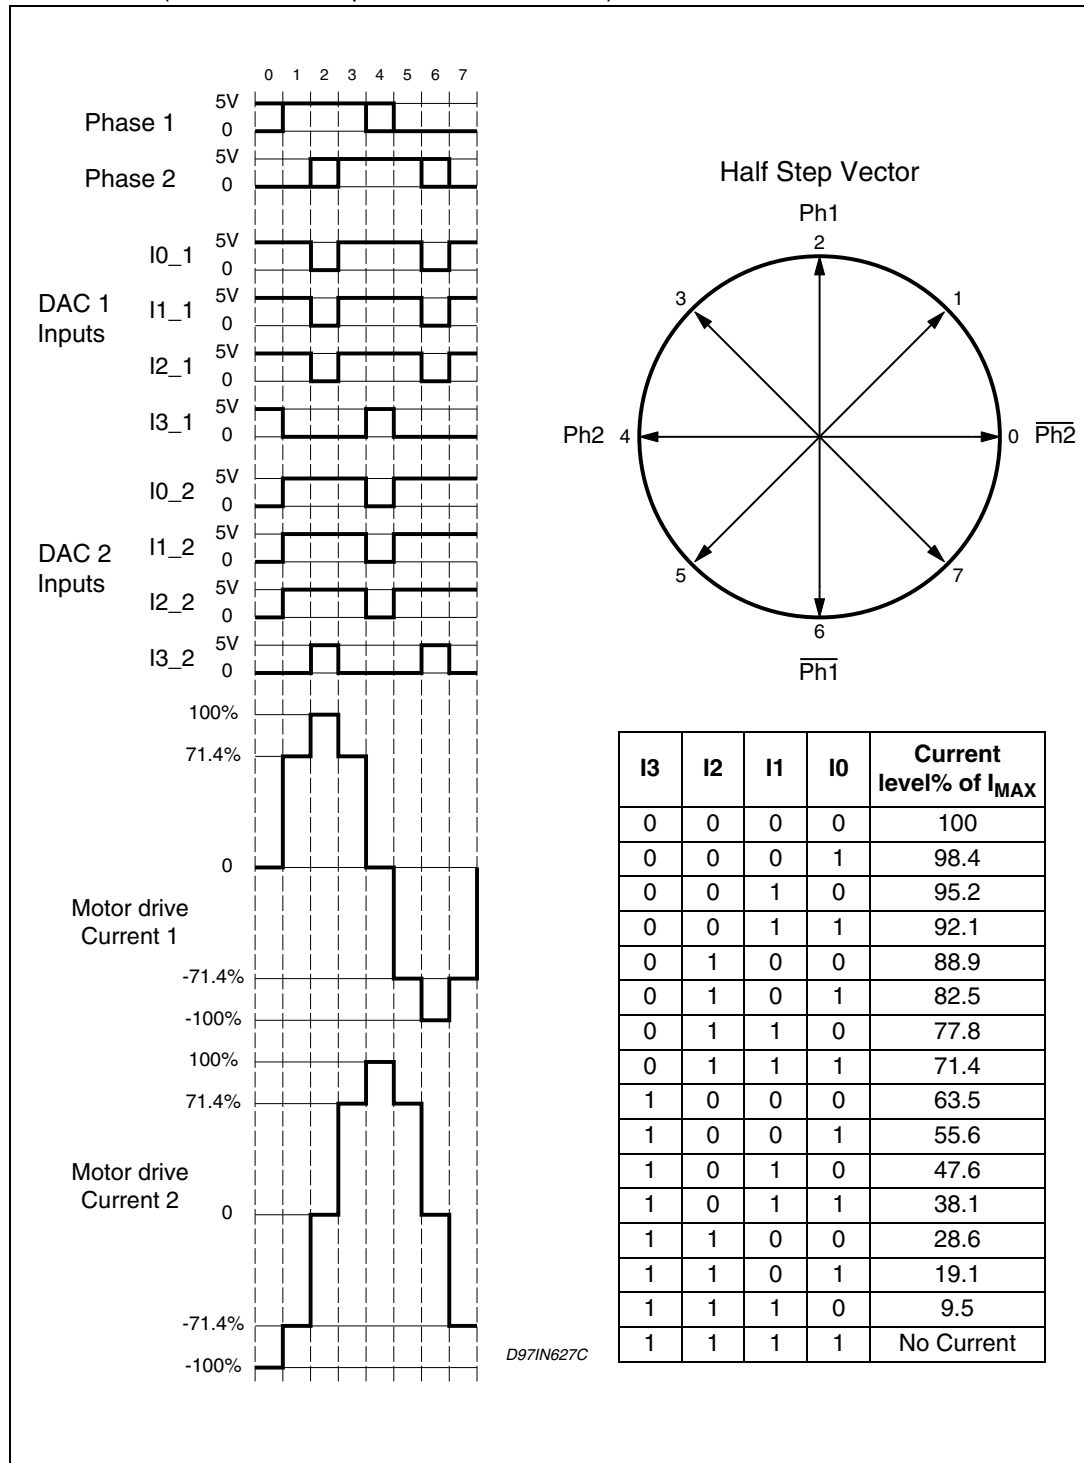 0 1 2 3 4 5 6 7
Phase 1
5V
0
Phase 2
5V
0
DAC 1
Inputs
I0_1
5V
0
I1_1
5V
0
I2_1
5V
0
I3_1
5V
0
DAC 2
Inputs
I0_2
5V
0
I1_2
5V
0
I2_2
5V
0
I3_2
5V
0
100%
71.4%
0
Motor drive
Current 1
-71.4%
-100%
100%
71.4%
Motor drive
Current 2
0
-71.4%
-100%
D97IN627C
Half Step Vector
Ph1
2
3
1
Ph2 4
0 P̅h̅2̅
5
7
6
P̅h̅1̅
I3 I2 I1 I0 Current level% of IMAX
0 0 0 0 100
0 0 0 1 98.4
0 0 1 0 95.2
0 0 1 1 92.1
0 1 0 0 88.9
0 1 0 1 82.5
0 1 1 0 77.8
0 1 1 1 71.4
1 0 0 0 63.5
1 0 0 1 55.6
1 0 1 0 47.6
1 0 1 1 38.1
1 1 0 0 28.6
1 1 0 1 19.1
1 1 1 0 9.5
1 1 1 1 No Current